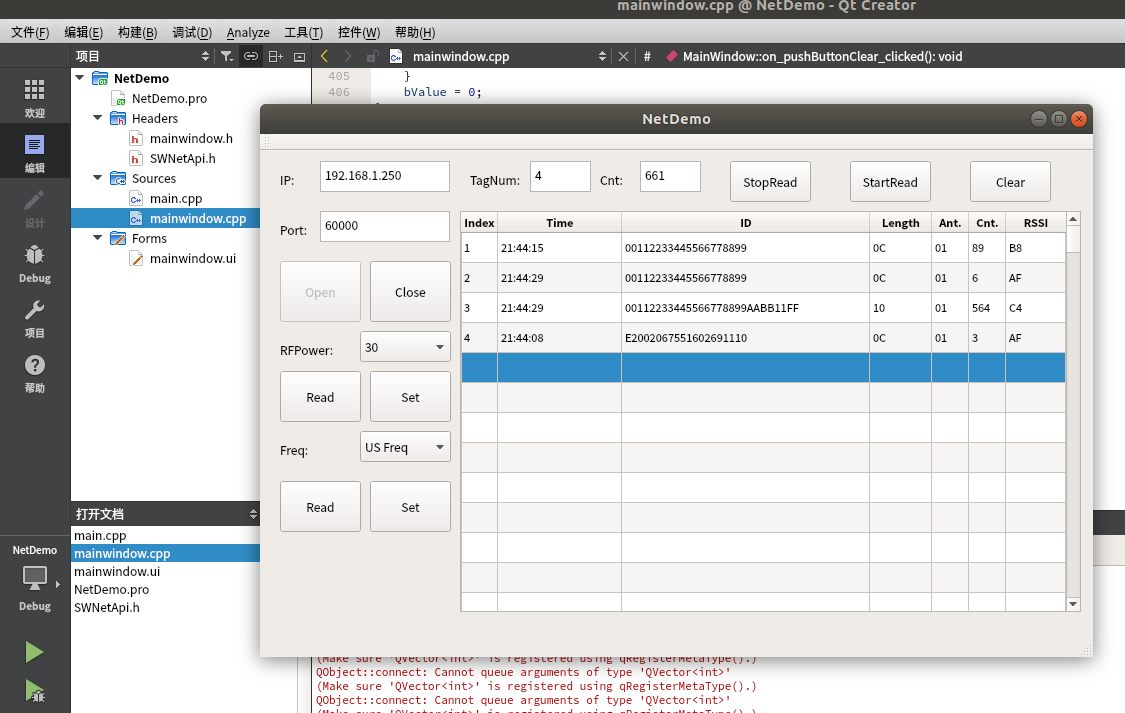 mainwindow.cpp @ NetDemo - Qt Creator
文件(F) 编辑(E) 构建(B) 调试(D) Analyze 工具(T) 控件(W) 帮助(H)
项目 mainwindow.cpp # MainWindow::on_pushButtonClear_clicked(): void
欢迎
编辑
设计
Debug
项目
帮助
NetDemo
NetDemo.pro
Headers
mainwindow.h
SWNetApi.h
Sources
main.cpp
mainwindow.cpp
Forms
mainwindow.ui
405 }
406 bValue = 0;
NetDemo
IP: 192.168.1.250 TagNum: 4 Cnt: 661 StopRead StartRead Clear
Port: 60000
Open Close
RFPower: 30
Read Set
Freq: US Freq
Read Set
Index Time ID Length Ant. Cnt. RSSI
1 21:44:15 00112233445566778899 0C 01 89 B8
2 21:44:29 00112233445566778899 0C 01 6 AF
3 21:44:29 00112233445566778899AABB11FF 10 01 564 C4
4 21:44:08 E2002067551602691110 0C 01 3 AF
打开文档
main.cpp
mainwindow.cpp
mainwindow.ui
NetDemo.pro
SWNetApi.h
NetDemo
Debug
(Make sure 'QVector<int>' is registered using qRegisterMetaType().)
QObject::connect: Cannot queue arguments of type 'QVector<int>'
(Make sure 'QVector<int>' is registered using qRegisterMetaType().)
QObject::connect: Cannot queue arguments of type 'QVector<int>'
(Make sure 'QVector<int>' is registered using qRegisterMetaType().)